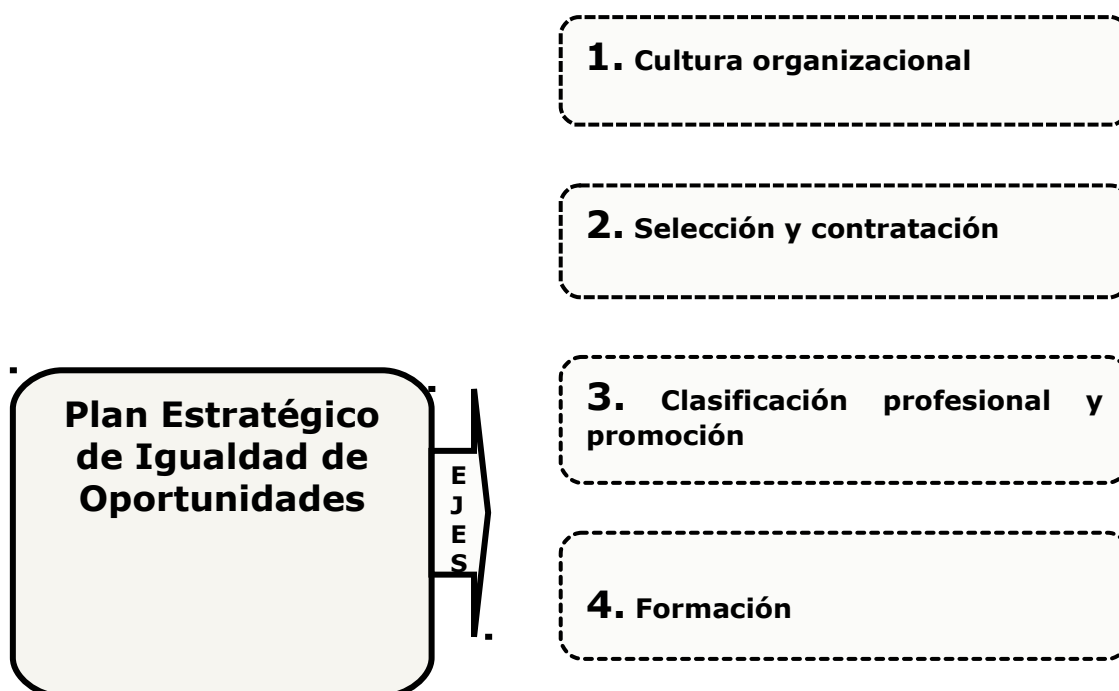 1. Cultura organizacional
2. Selección y contratación
3. Clasificación profesional y
promoción
4. Formación
Plan Estratégico
de Igualdad de
Oportunidades
E
J
E
S